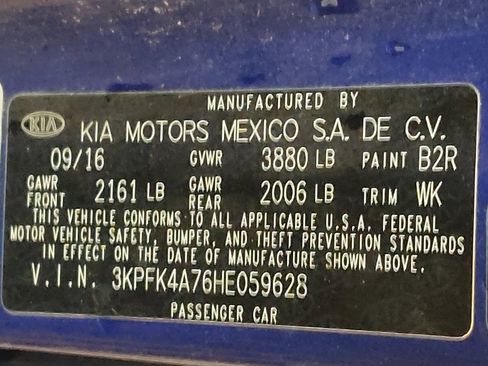 MANUFACTURED BY
KIA KIA MOTORS MEXICO S.A. DE C.V.
09/16 GVWR 3880 LB PAINT B2R
GAWR FRONT 2161 LB GAWR REAR 2006 LB TRIM WK
THIS VEHICLE CONFORMS TO ALL APPLICABLE U.S.A. FEDERAL
MOTOR VEHICLE SAFETY, BUMPER, AND THEFT PREVENTION STANDARDS
IN EFFECT ON THE DATE OF MANUFACTURE SHOWN ABOVE.
V.I.N. 3KPFK4A76HE059628
PASSENGER CAR